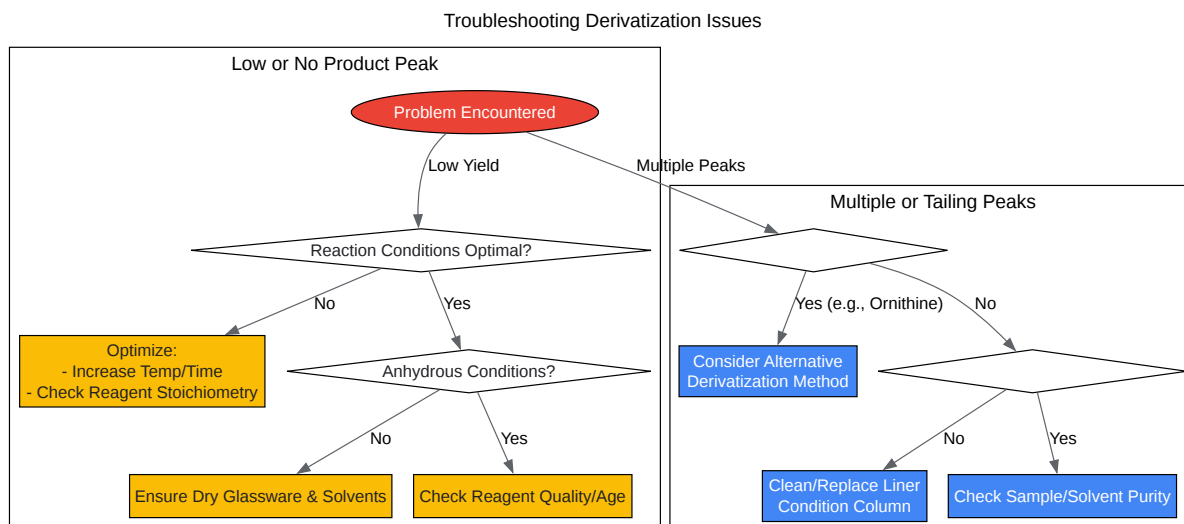 Troubleshooting Derivatization Issues
Low or No Product Peak
Problem Encountered
Low Yield
Multiple Peaks
Multiple or Tailing Peaks
Reaction Conditions Optimal?
No
Yes
Yes (e.g., Ornithine)
No
Optimize:
- Increase Temp/Time
- Check Reagent Stoichiometry
Anhydrous Conditions?
Consider Alternative
Derivatization Method
No
Yes
No
Yes
Ensure Dry Glassware & Solvents
Check Reagent Quality/Age
Clean/Replace Liner
Condition Column
Check Sample/Solvent Purity